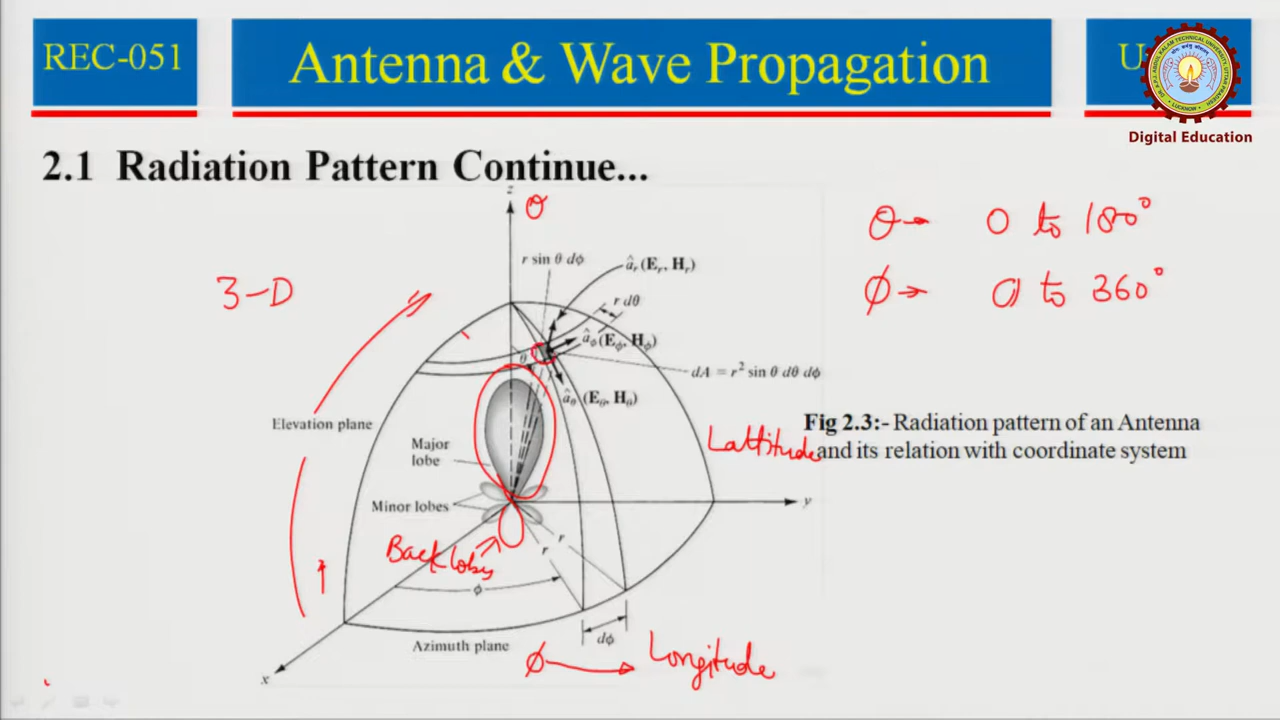 REC-051
Antenna & Wave Propagation
U
Digital Education
2.1 Radiation Pattern Continue...
z
θ
θ → 0 to 180°
ϕ → 0 to 360°
3-D
r sin θ dϕ
âᵣ (Eᵣ, Hᵣ)
r dθ
âϕ (Eϕ, Hϕ)
θ
dA = r² sin θ dθ dϕ
âθ (Eθ, Hθ)
Elevation plane
Fig 2.3:- Radiation pattern of an Antenna
and its relation with coordinate system
Lattitude
Major
lobe
Minor lobes
y
Back lobes
r
r
ϕ
Azimuth plane
dϕ
ϕ → Longitude
x